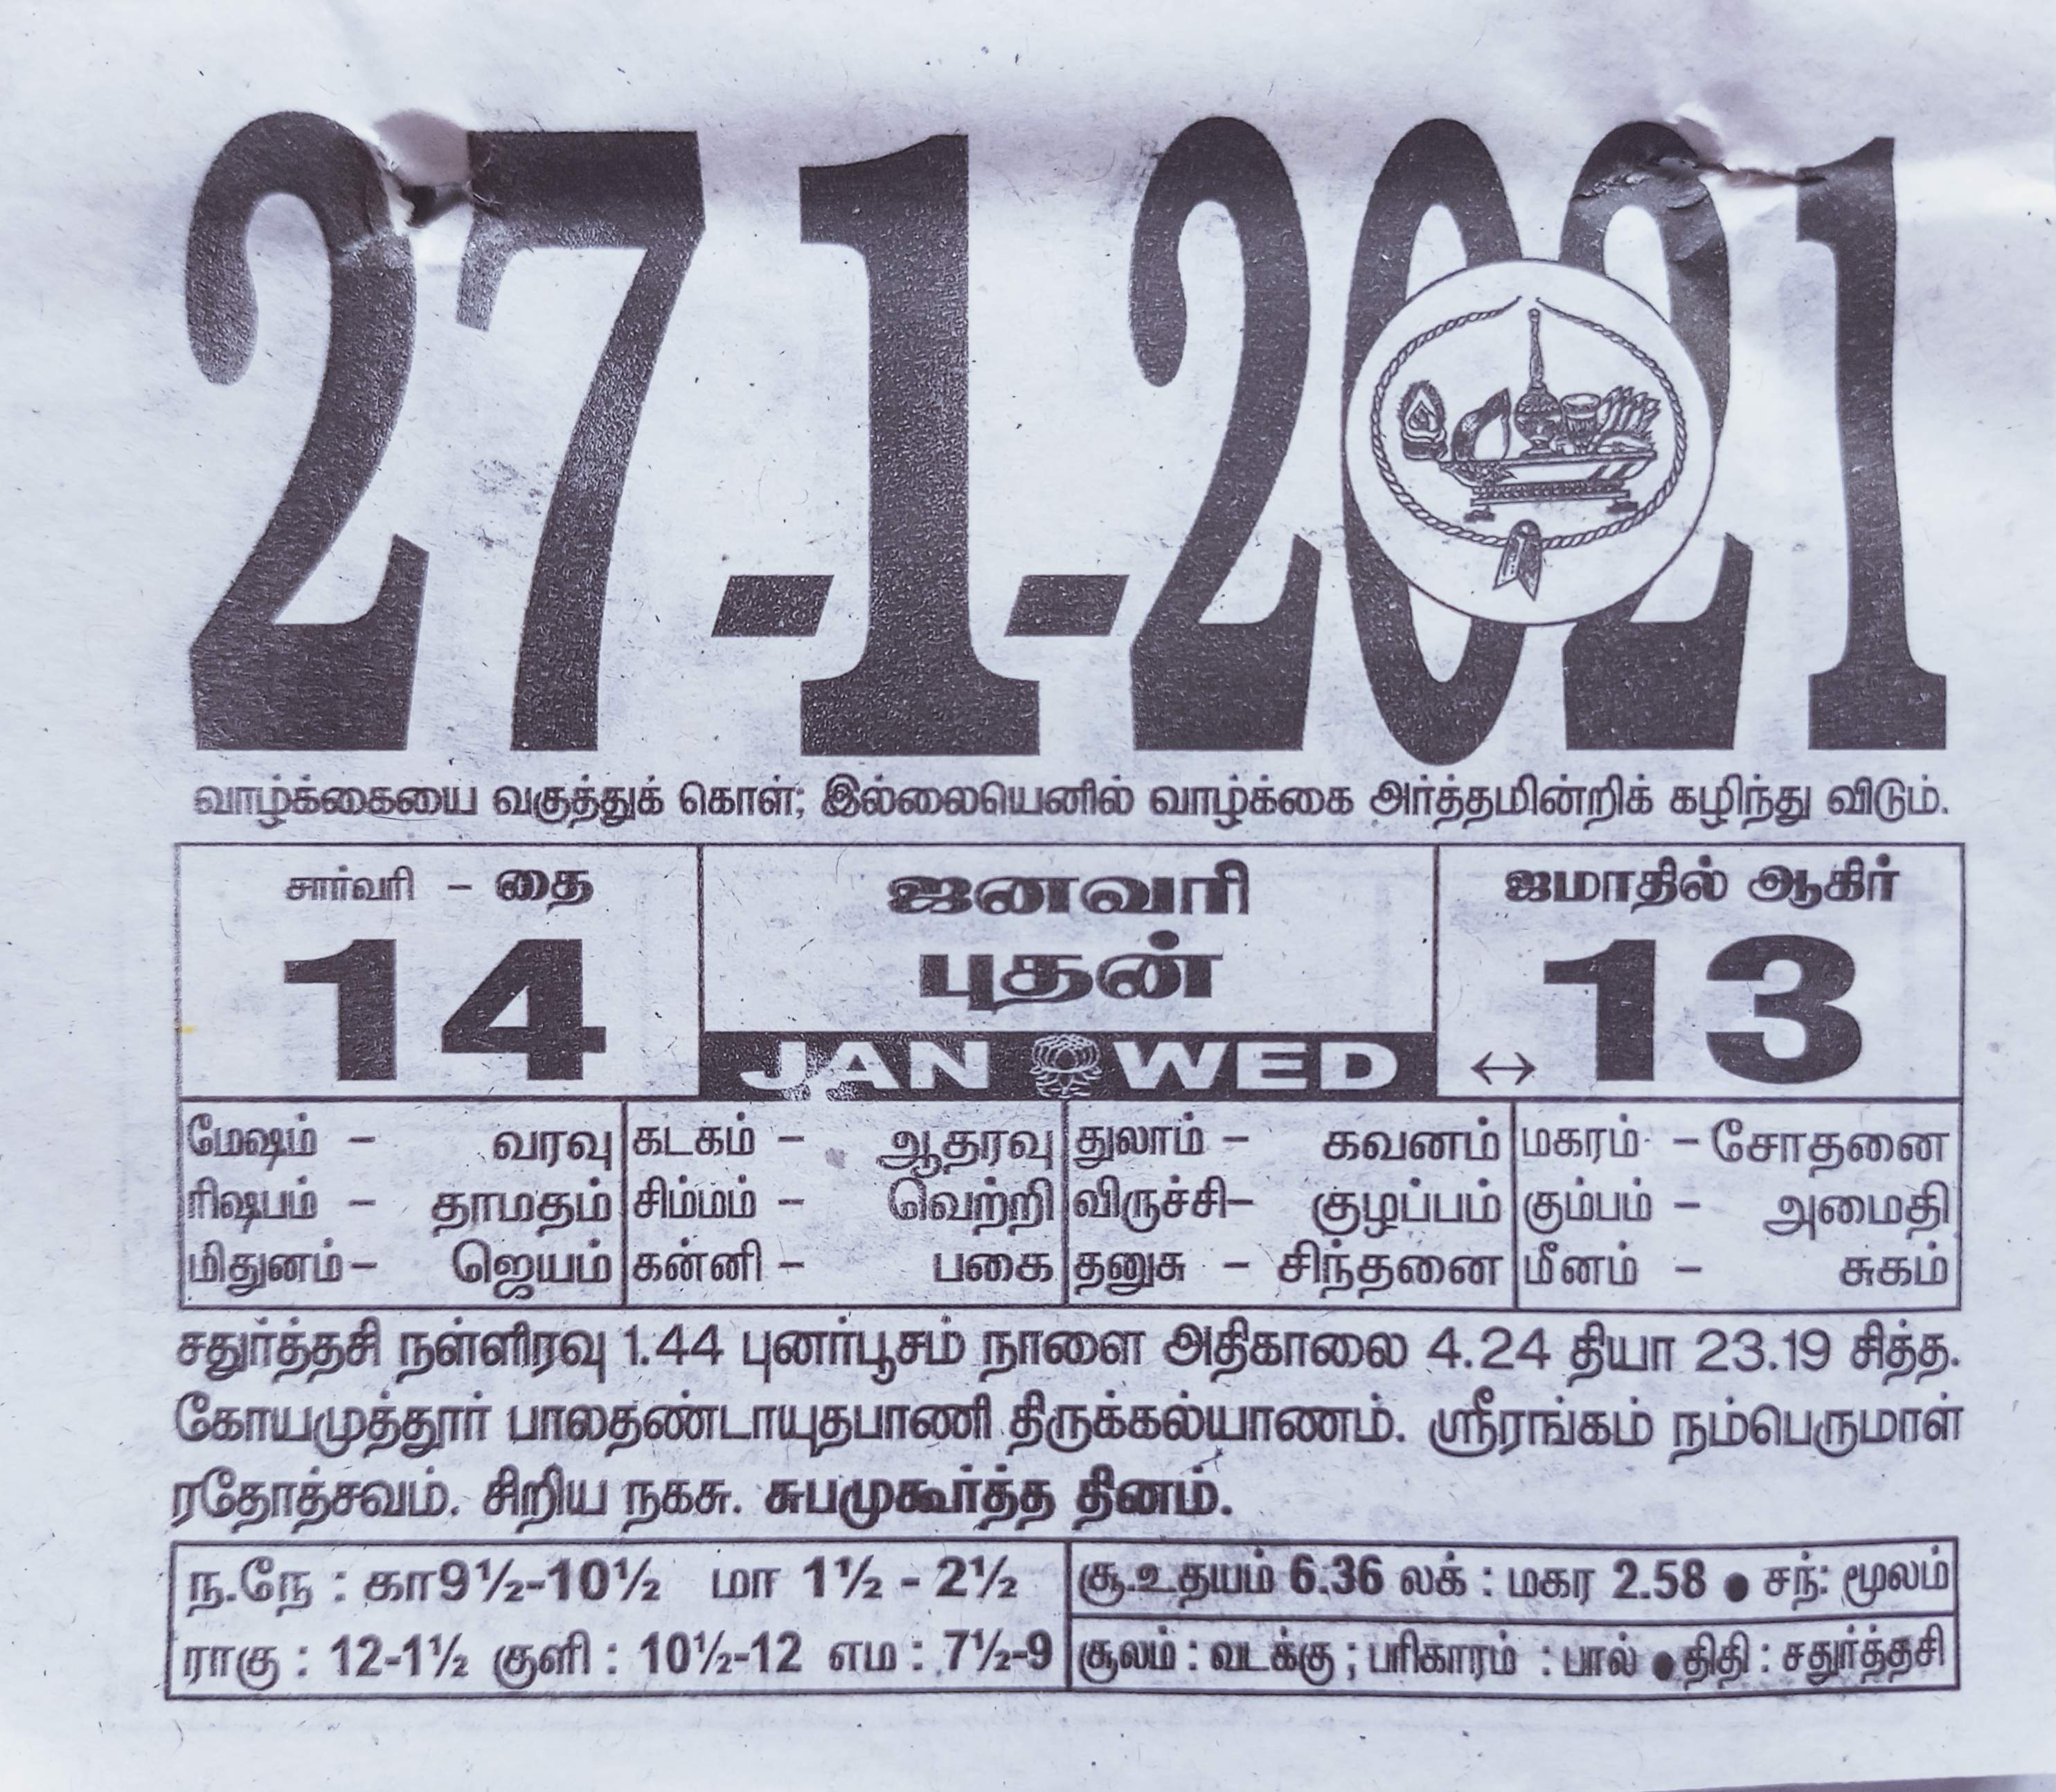 27-1-2021
வாழ்க்கையை வகுத்துக் கொள்; இல்லையெனில் வாழ்க்கை அர்த்தமின்றிக் கழிந்து விடும்.
சார்வரி - தை
14
ஜனவரி
புதன்
JAN WED
ஜமாதில் ஆகிர்
↔ 13
மேஷம் - வரவு
ரிஷபம் - தாமதம்
மிதுனம் - ஜெயம்
கடகம் - ஆதரவு
சிம்மம் - வெற்றி
கன்னி - பகை
துலாம் - கவனம்
விருச்சி - குழப்பம்
தனுசு - சிந்தனை
மகரம் - சோதனை
கும்பம் - அமைதி
மீனம் - சுகம்
சதுர்த்தசி நள்ளிரவு 1.44 புனர்பூசம் நாளை அதிகாலை 4.24 தியா 23.19 சித்த.
கோயமுத்தூர் பாலதண்டாயுதபாணி திருக்கல்யாணம். ஸ்ரீரங்கம் நம்பெருமாள்
ரதோத்சவம். சிறிய நகசு. சுபமுகூர்த்த தினம்.
ந.நே : கா9½-10½ மா 1½ - 2½
ராகு : 12-1½ குளி : 10½-12 எம : 7½-9
சூ.உதயம் 6.36 லக் : மகர 2.58 ● சந்: மூலம்
சூலம் : வடக்கு ; பரிகாரம் : பால் ● திதி : சதுர்த்தசி